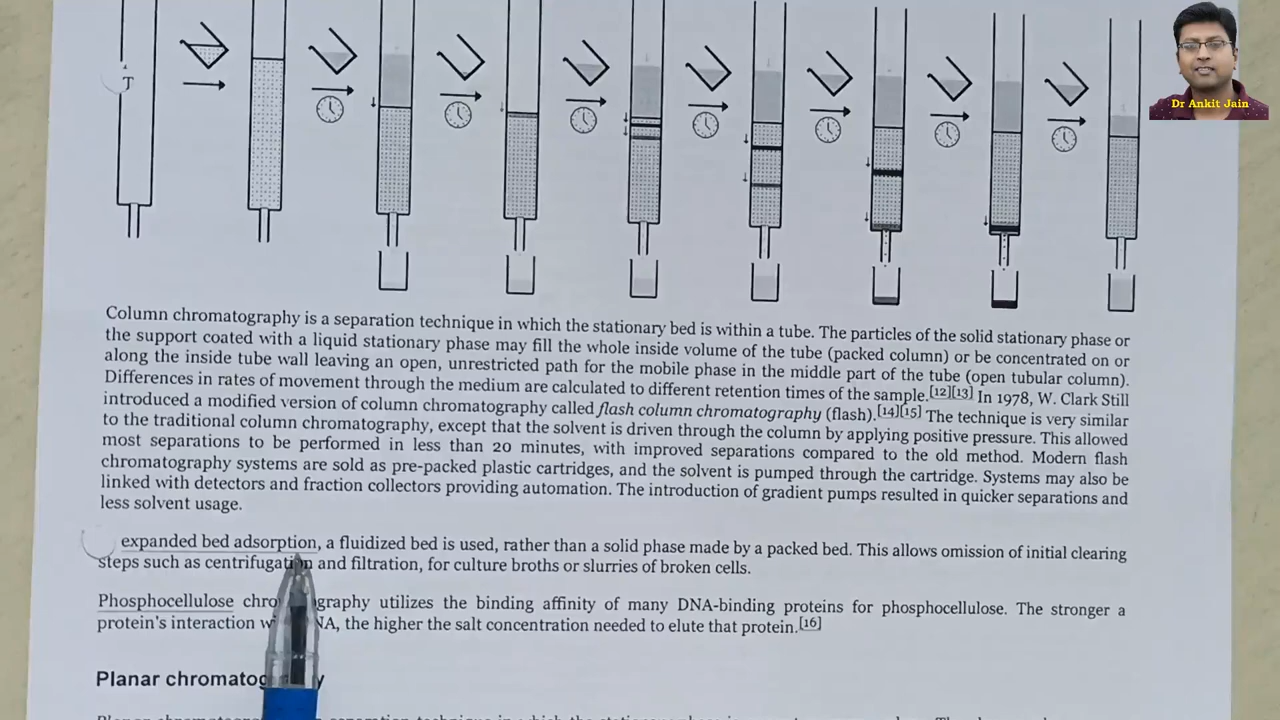 Dr Ankit Jain
T
Column chromatography is a separation technique in which the stationary bed is within a tube. The particles of the solid stationary phase or
the support coated with a liquid stationary phase may fill the whole inside volume of the tube (packed column) or be concentrated on or
along the inside tube wall leaving an open, unrestricted path for the mobile phase in the middle part of the tube (open tubular column).
Differences in rates of movement through the medium are calculated to different retention times of the sample.[12][13] In 1978, W. Clark Still
introduced a modified version of column chromatography called flash column chromatography (flash).[14][15] The technique is very similar
to the traditional column chromatography, except that the solvent is driven through the column by applying positive pressure. This allowed
most separations to be performed in less than 20 minutes, with improved separations compared to the old method. Modern flash
chromatography systems are sold as pre-packed plastic cartridges, and the solvent is pumped through the cartridge. Systems may also be
linked with detectors and fraction collectors providing automation. The introduction of gradient pumps resulted in quicker separations and
less solvent usage.
expanded bed adsorption, a fluidized bed is used, rather than a solid phase made by a packed bed. This allows omission of initial clearing
steps such as centrifugation and filtration, for culture broths or slurries of broken cells.
Phosphocellulose chro graphy utilizes the binding affinity of many DNA-binding proteins for phosphocellulose. The stronger a
protein's interaction w NA, the higher the salt concentration needed to elute that protein.[16]
Planar chromatog y